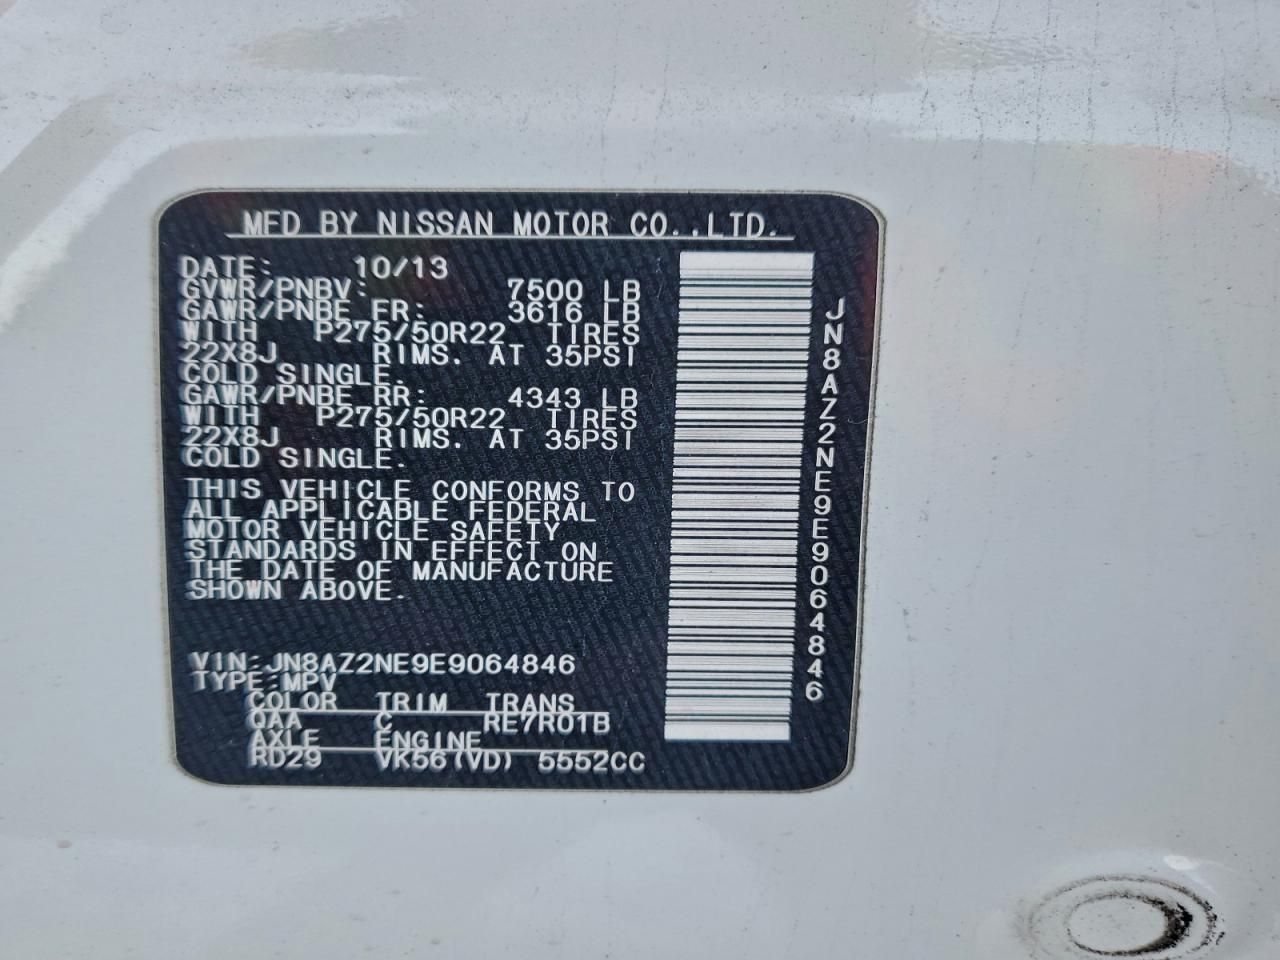 MFD BY NISSAN MOTOR CO.,LTD.
DATE: 10/13
GVWR/PNBV: 7500 LB
GAWR/PNBE FR: 3616 LB
WITH P275/50R22 TIRES
22X8J RIMS. AT 35PSI
COLD SINGLE.
GAWR/PNBE RR: 4343 LB
WITH P275/50R22 TIRES
22X8J RIMS. AT 35PSI
COLD SINGLE.
THIS VEHICLE CONFORMS TO
ALL APPLICABLE FEDERAL
MOTOR VEHICLE SAFETY
STANDARDS IN EFFECT ON
THE DATE OF MANUFACTURE
SHOWN ABOVE.
VIN:JN8AZ2NE9E9064846
TYPE:MPV
COLOR TRIM TRANS
QAA C RE7R01B
AXLE ENGINE
RD29 VK56(VD) 5552CC
JN8AZ2NE9E9064846